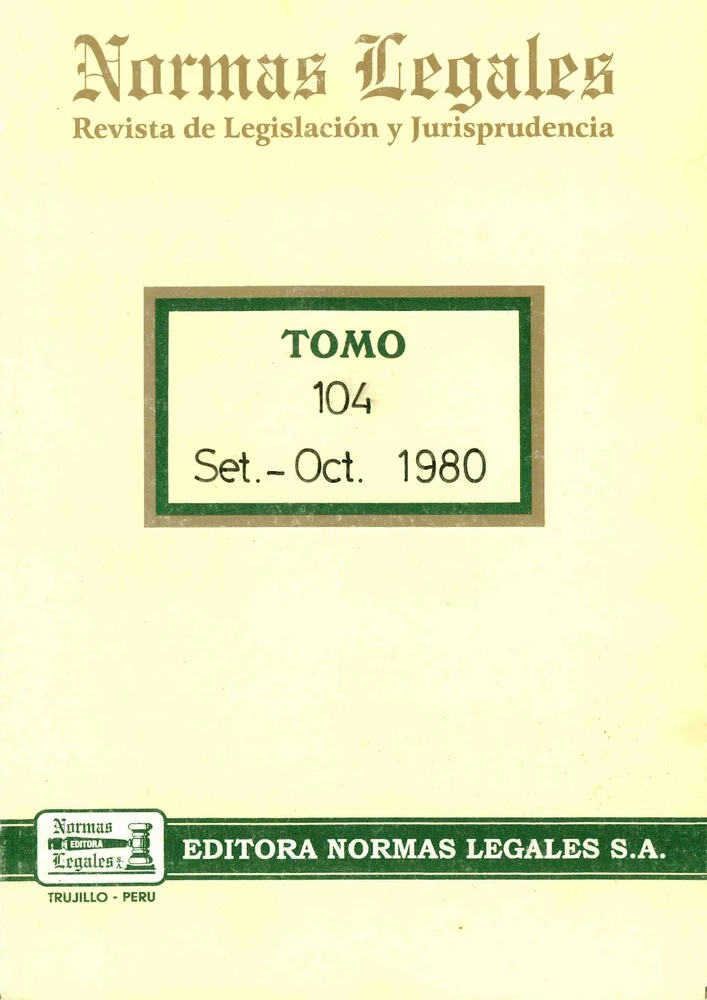 Normas Legales
Revista de Legislación y Jurisprudencia
TOMO
104
Set. - Oct. 1980
Normas
EDITORA
Legales S.A.
EDITORA NORMAS LEGALES S.A.
TRUJILLO - PERU